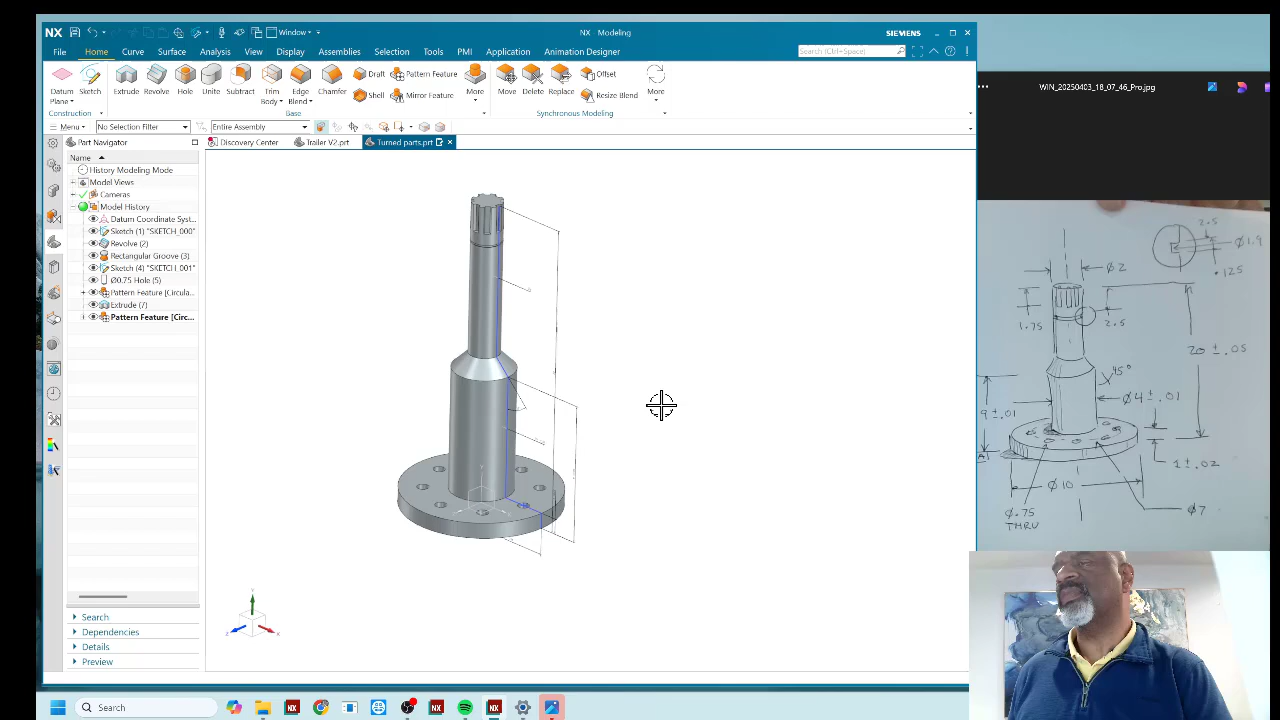 NX Window NX Modeling SIEMENS
File Home Curve Surface Analysis View Display Assemblies Selection Tools PMI Application Animation Designer Search (Ctrl+Space)
WIN_20250403_18_07_46_Pro.jpg
Datum Plane Sketch Extrude Revolve Hole Unite Subtract Trim Body Edge Blend Chamfer Draft Shell Pattern Feature Mirror Feature More Move Delete Replace Offset Resize Blend More
Construction Base Synchronous Modeling
Menu No Selection Filter Entire Assembly
Part Navigator Discovery Center Trailer V2.prt Turned parts.prt
Name
History Modeling Mode
Model Views
Cameras
Model History
Datum Coordinate Syst...
Sketch (1) "SKETCH_000"
Revolve (2)
Rectangular Groove (3)
Sketch (4) "SKETCH_001"
Ø0.75 Hole (5)
Pattern Feature [Circula...
Extrude (7)
Pattern Feature [Circ...
2.5
Ø1.9
.125
Ø2
1.75
2.5
20 ±.05
45°
9 ±.01
Ø4 ±.01
A
1 ±.02
Ø10
Ø.75
THRU
Ø7
Y
Z X
Search
Dependencies
Details
Preview
Search